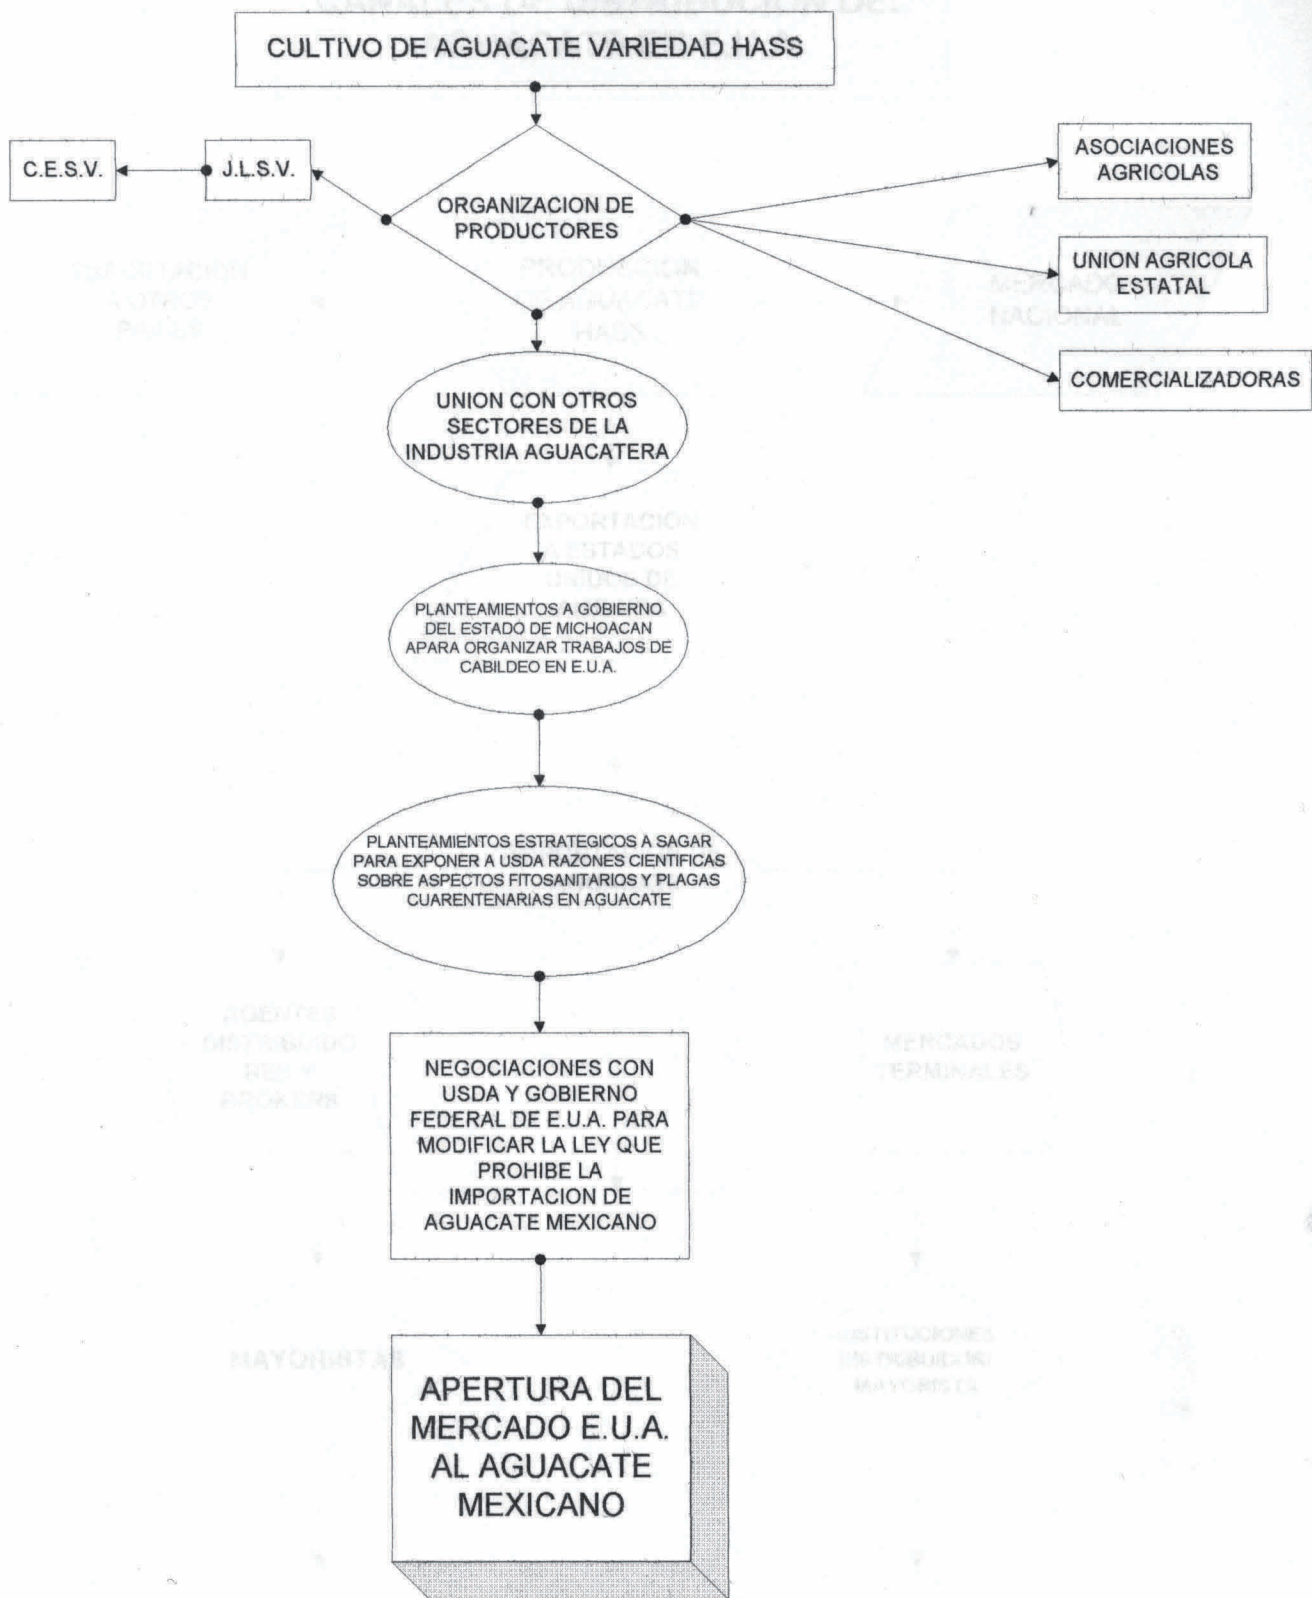 CULTIVO DE AGUACATE VARIEDAD HASS
C.E.S.V.
J.L.S.V.
ORGANIZACION DE
PRODUCTORES
ASOCIACIONES
AGRICOLAS
UNION AGRICOLA
ESTATAL
COMERCIALIZADORAS
UNION CON OTROS
SECTORES DE LA
INDUSTRIA AGUACATERA
PLANTEAMIENTOS A GOBIERNO
DEL ESTADO DE MICHOACAN
APARA ORGANIZAR TRABAJOS DE
CABILDEO EN E.U.A.
PLANTEAMIENTOS ESTRATEGICOS A SAGAR
PARA EXPONER A USDA RAZONES CIENTIFICAS
SOBRE ASPECTOS FITOSANITARIOS Y PLAGAS
CUARENTENARIAS EN AGUACATE
NEGOCIACIONES CON
USDA Y GOBIERNO
FEDERAL DE E.U.A. PARA
MODIFICAR LA LEY QUE
PROHIBE LA
IMPORTACION DE
AGUACATE MEXICANO
APERTURA DEL
MERCADO E.U.A.
AL AGUACATE
MEXICANO